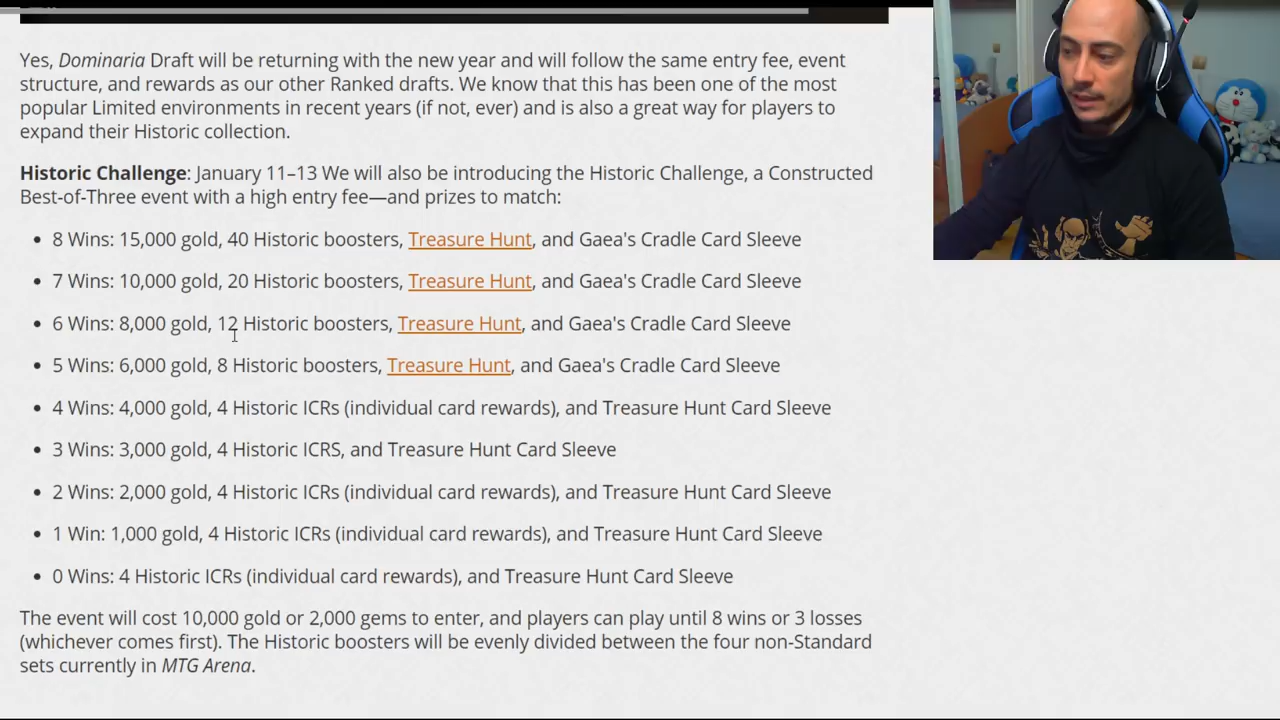 Yes, Dominaria Draft will be returning with the new year and will follow the same entry fee, event
structure, and rewards as our other Ranked drafts. We know that this has been one of the most
popular Limited environments in recent years (if not, ever) and is also a great way for players to
expand their Historic collection.
Historic Challenge: January 11–13 We will also be introducing the Historic Challenge, a Constructed
Best-of-Three event with a high entry fee—and prizes to match:
• 8 Wins: 15,000 gold, 40 Historic boosters, Treasure Hunt, and Gaea's Cradle Card Sleeve
• 7 Wins: 10,000 gold, 20 Historic boosters, Treasure Hunt, and Gaea's Cradle Card Sleeve
• 6 Wins: 8,000 gold, 12 Historic boosters, Treasure Hunt, and Gaea's Cradle Card Sleeve
• 5 Wins: 6,000 gold, 8 Historic boosters, Treasure Hunt, and Gaea's Cradle Card Sleeve
• 4 Wins: 4,000 gold, 4 Historic ICRs (individual card rewards), and Treasure Hunt Card Sleeve
• 3 Wins: 3,000 gold, 4 Historic ICRS, and Treasure Hunt Card Sleeve
• 2 Wins: 2,000 gold, 4 Historic ICRs (individual card rewards), and Treasure Hunt Card Sleeve
• 1 Win: 1,000 gold, 4 Historic ICRs (individual card rewards), and Treasure Hunt Card Sleeve
• 0 Wins: 4 Historic ICRs (individual card rewards), and Treasure Hunt Card Sleeve
The event will cost 10,000 gold or 2,000 gems to enter, and players can play until 8 wins or 3 losses
(whichever comes first). The Historic boosters will be evenly divided between the four non-Standard
sets currently in MTG Arena.